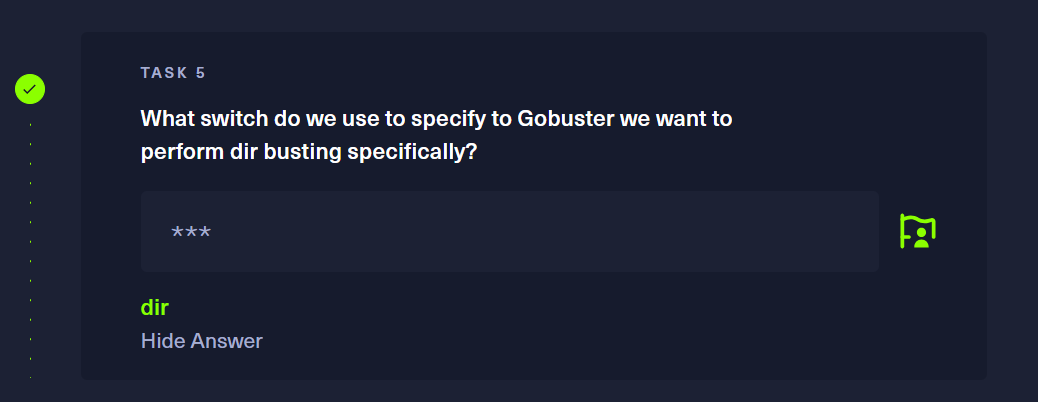 TASK 5
What switch do we use to specify to Gobuster we want to
perform dir busting specifically?
***
dir
Hide Answer